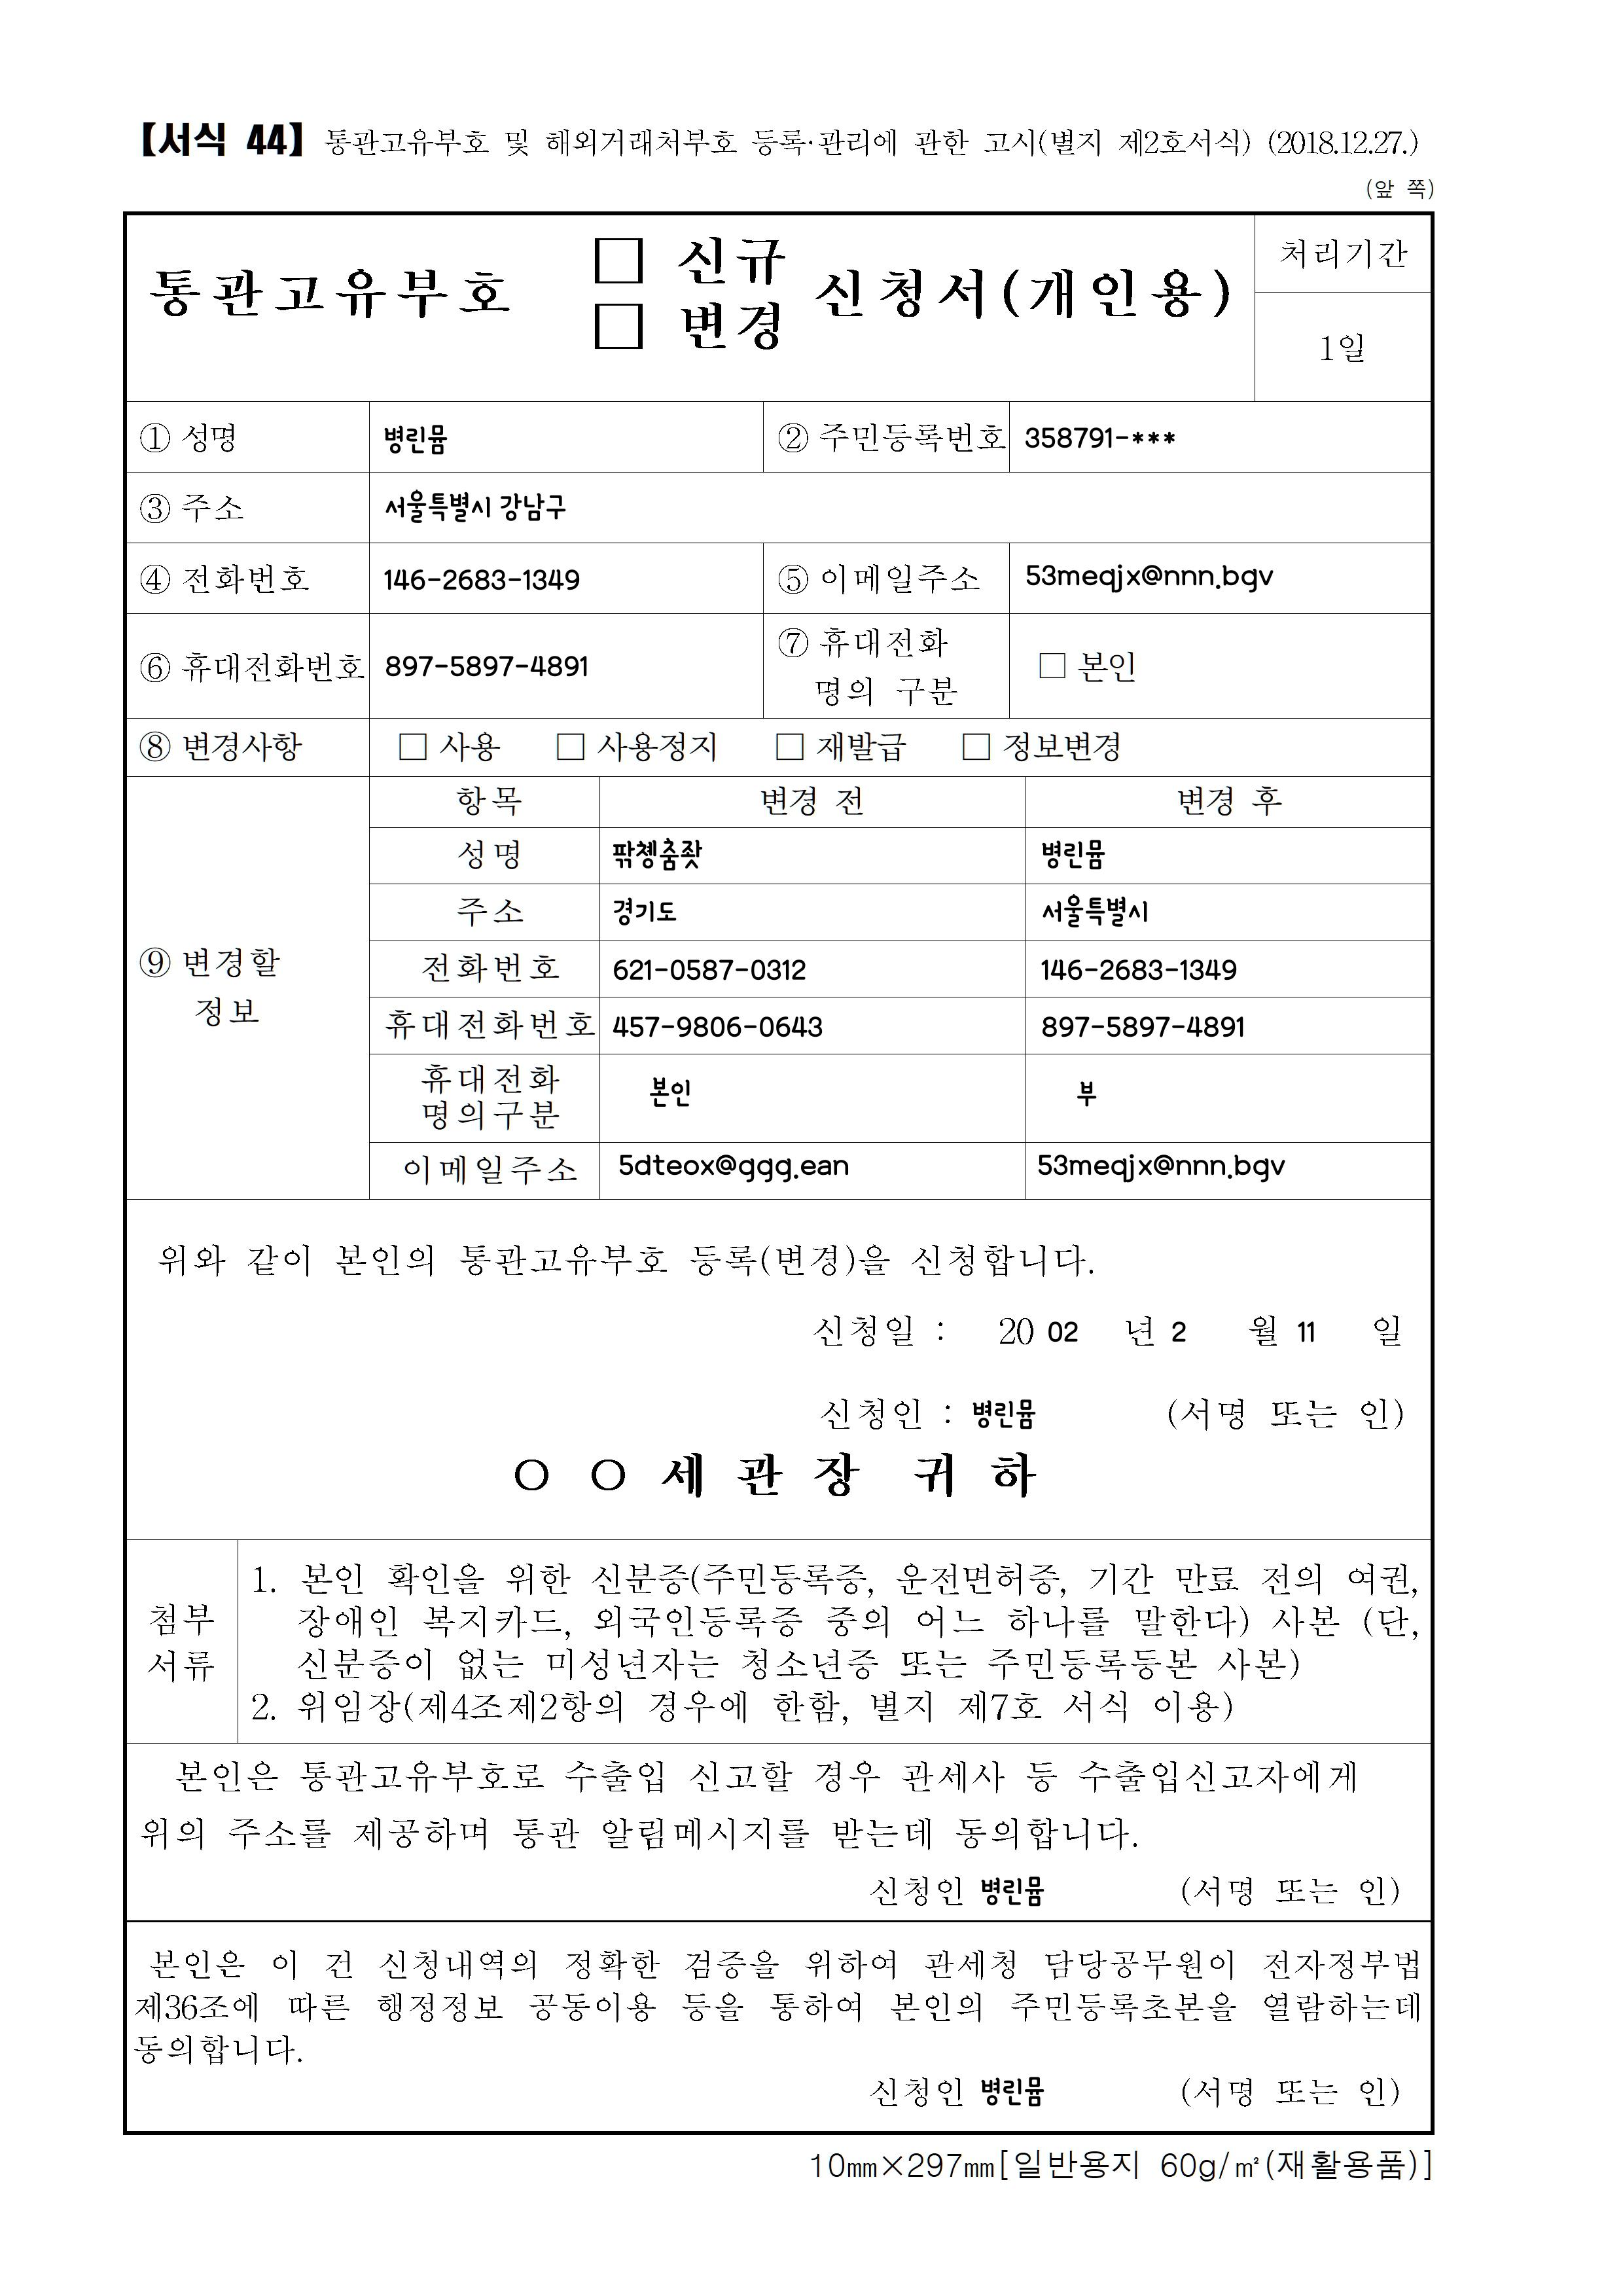 【서식 44】 통관고유부호 및 해외거래처부호 등록·관리에 관한 고시(별지 제2호서식) (2018.12.27.)
(앞 쪽)
통관고유부호 □ 신규 □ 변경 신청서(개인용)
처리기간
1일
① 성명 병린뭄 ② 주민등록번호 358791-***
③ 주소 서울특별시 강남구
④ 전화번호 146-2683-1349 ⑤ 이메일주소 53meqjx@nnn.bgv
⑥ 휴대전화번호 897-5897-4891 ⑦ 휴대전화 명의 구분 □ 본인
⑧ 변경사항 □ 사용 □ 사용정지 □ 재발급 □ 정보변경
⑨ 변경할 정보
항목 변경 전 변경 후
성명 팎쳉춤좟 병린뭄
주소 경기도 서울특별시
전화번호 621-0587-0312 146-2683-1349
휴대전화번호 457-9806-0643 897-5897-4891
휴대전화 명의구분 본인 부
이메일주소 5dteox@ggg.ean 53meqjx@nnn.bgv
위와 같이 본인의 통관고유부호 등록(변경)을 신청합니다.
신청일 : 20 02 년 2 월 11 일
신청인 : 병린뭄 (서명 또는 인)
○ ○ 세 관 장 귀 하
첨부 서류
1. 본인 확인을 위한 신분증(주민등록증, 운전면허증, 기간 만료 전의 여권,
장애인 복지카드, 외국인등록증 중의 어느 하나를 말한다) 사본 (단,
신분증이 없는 미성년자는 청소년증 또는 주민등록등본 사본)
2. 위임장(제4조제2항의 경우에 한함, 별지 제7호 서식 이용)
본인은 통관고유부호로 수출입 신고할 경우 관세사 등 수출입신고자에게
위의 주소를 제공하며 통관 알림메시지를 받는데 동의합니다.
신청인 병린뭄 (서명 또는 인)
본인은 이 건 신청내역의 정확한 검증을 위하여 관세청 담당공무원이 전자정부법
제36조에 따른 행정정보 공동이용 등을 통하여 본인의 주민등록초본을 열람하는데
동의합니다.
신청인 병린뭄 (서명 또는 인)
10㎜×297㎜[일반용지 60g/㎡(재활용품)]